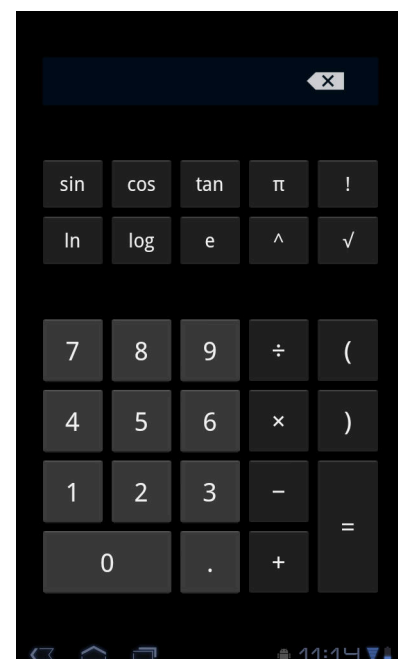 sin cos tan π !
ln log e ^ √
7 8 9 ÷ (
4 5 6 × )
1 2 3 −
=
0 . +
11:14